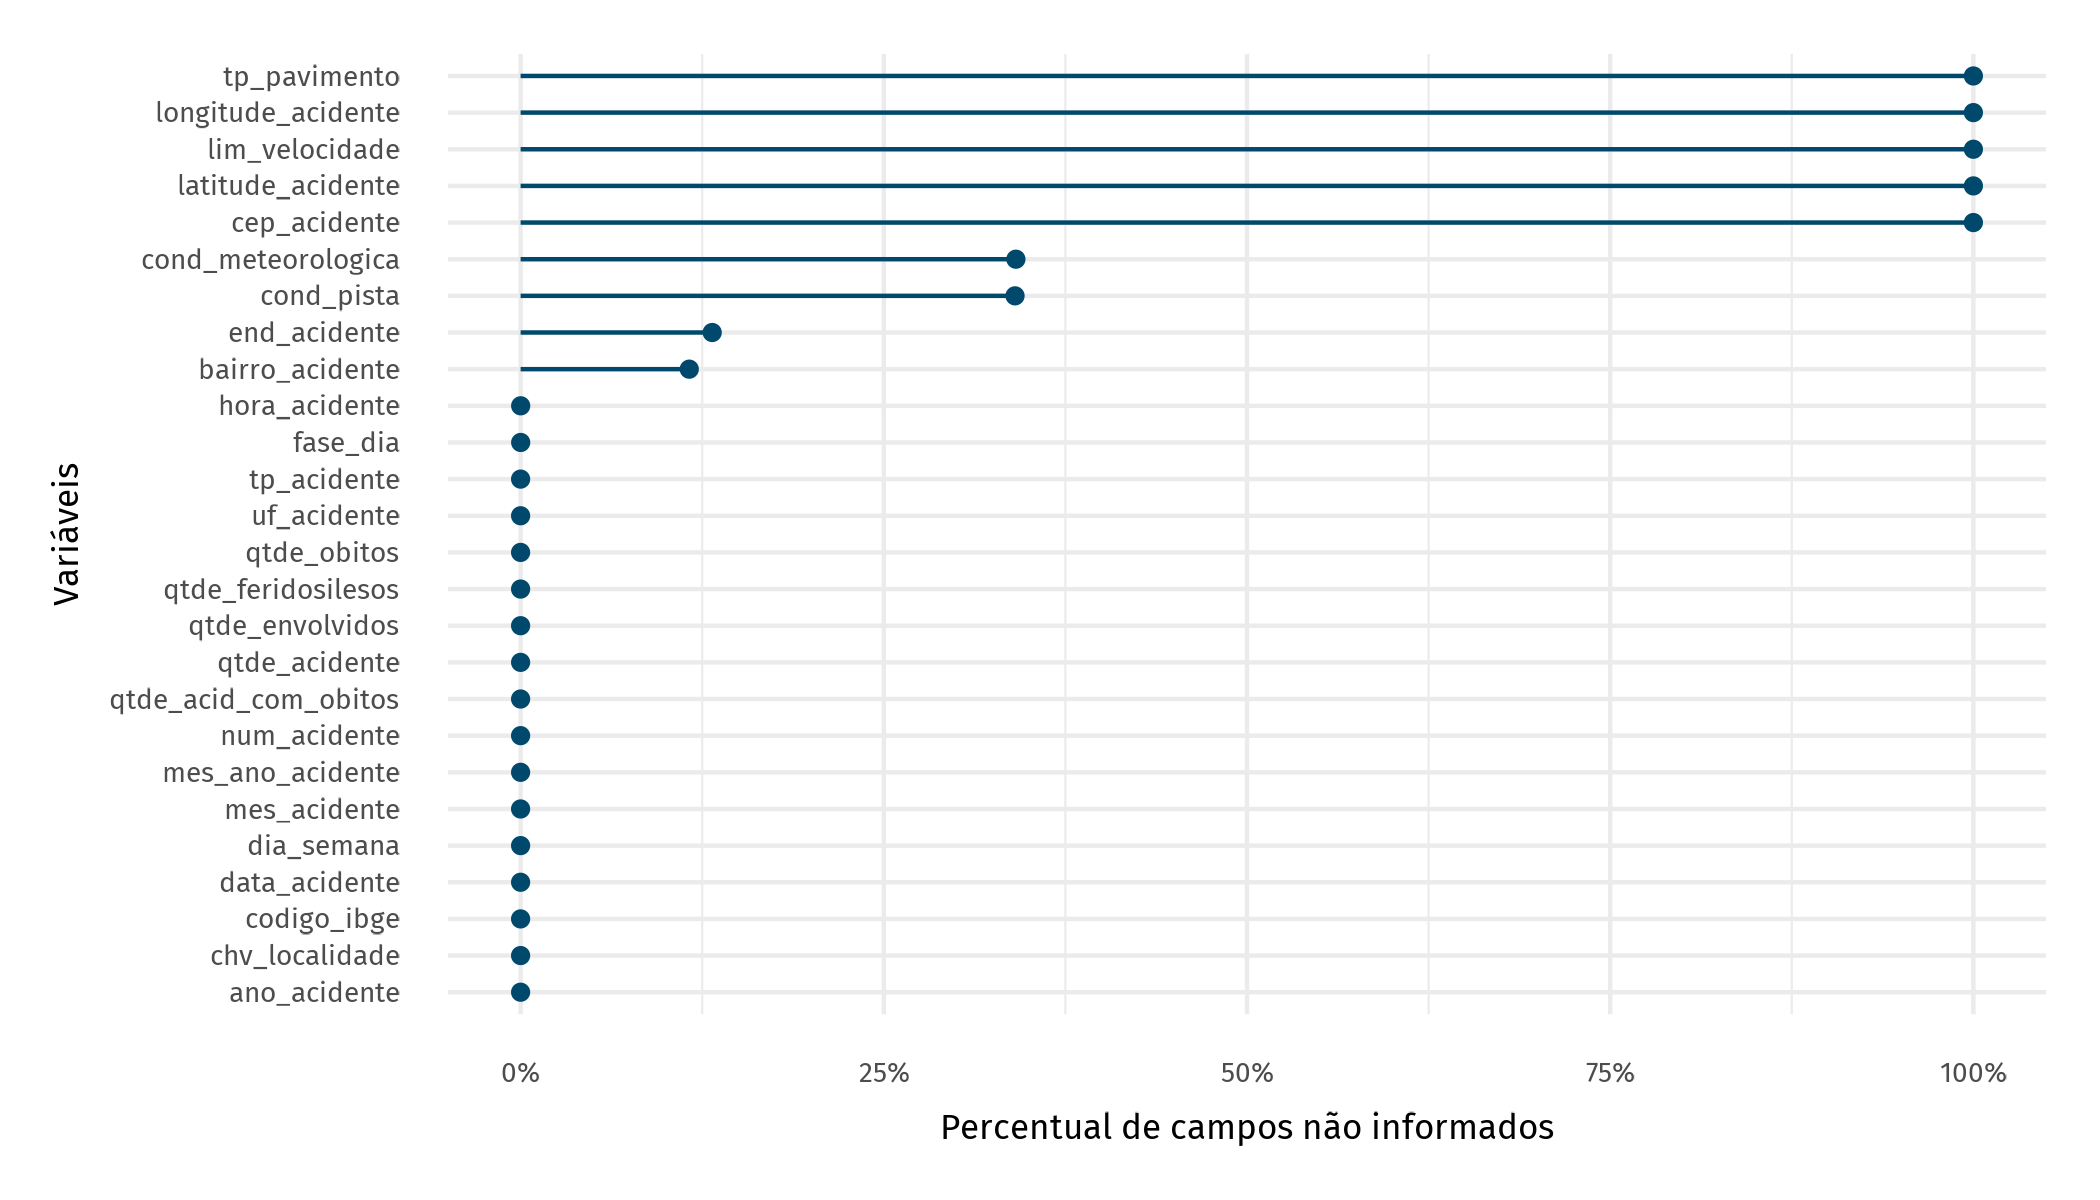 tp_pavimento
longitude_acidente
lim_velocidade
latitude_acidente
cep_acidente
cond_meteorologica
cond_pista
end_acidente
bairro_acidente
hora_acidente
fase_dia
tp_acidente
uf_acidente
qtde_obitos
qtde_feridosilesos
qtde_envolvidos
qtde_acidente
qtde_acid_com_obitos
num_acidente
mes_ano_acidente
mes_acidente
dia_semana
data_acidente
codigo_ibge
chv_localidade
ano_acidente
Variáveis
0% 25% 50% 75% 100%
Percentual de campos não informados